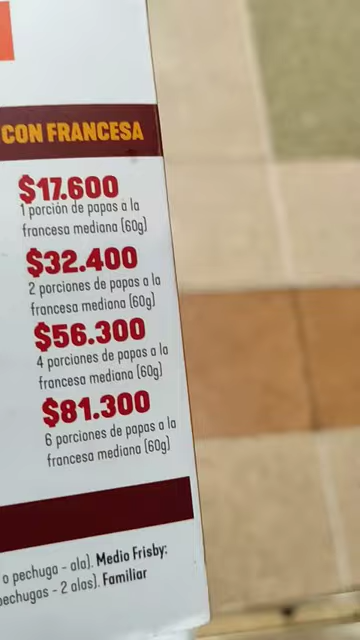 CON FRANCESA
$17.600
1 porción de papas a la
francesa mediana (60g)
$32.400
2 porciones de papas a la
francesa mediana (60g)
$56.300
4 porciones de papas a la
francesa mediana (60g)
$81.300
6 porciones de papas a la
francesa mediana (60g)
o pechuga - ala). Medio Frisby:
pechugas - 2 alas). Familiar